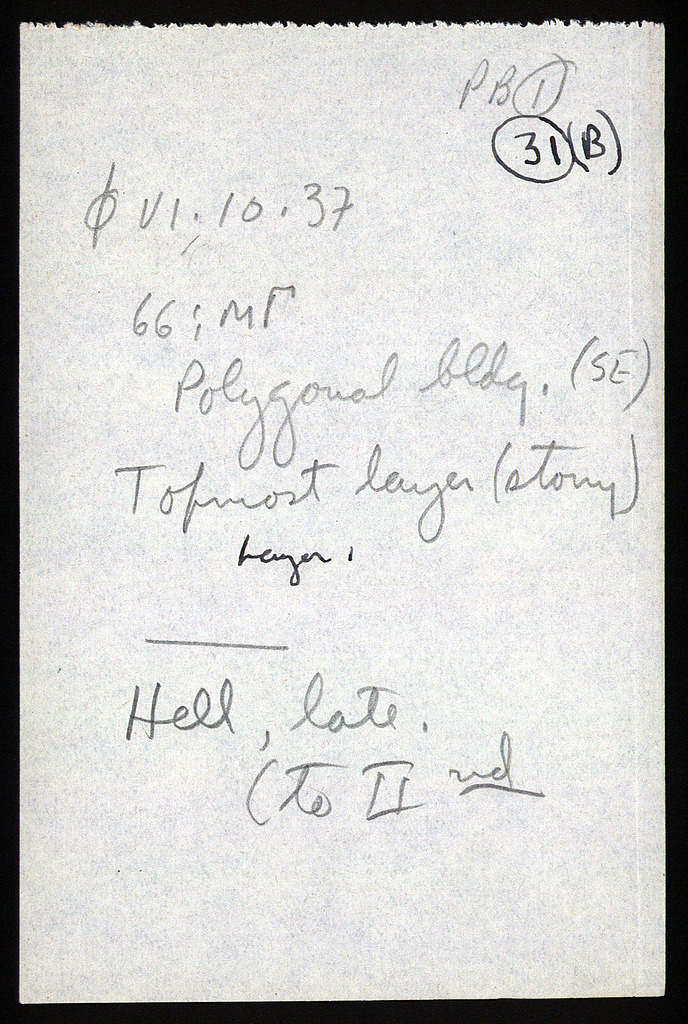 PB I
31 (B)
ϕ VI.10.37
66 : ΜΓ
Polygonal bldg. (SE)
Topmost layer (stony)
Layer 1
Hell, late.
(to II nd